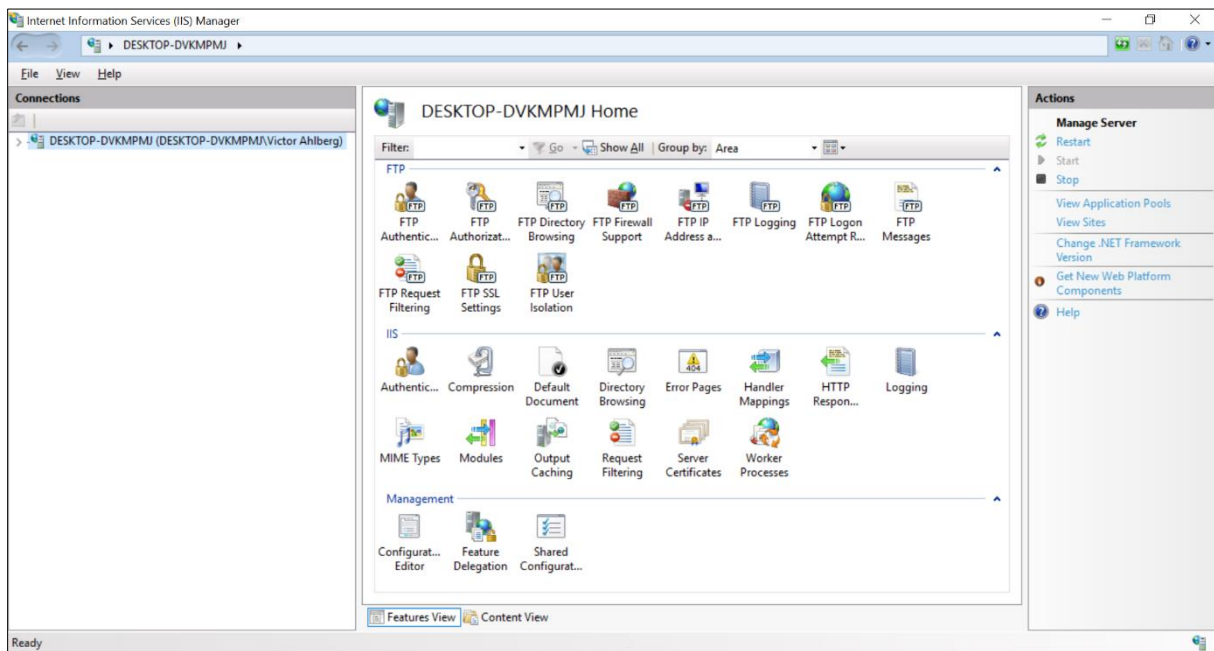 Internet Information Services (IIS) Manager
DESKTOP-DVKMPMJ
File View Help
Connections
DESKTOP-DVKMPMJ (DESKTOP-DVKMPMJ\Victor Ahlberg)
DESKTOP-DVKMPMJ Home
Filter: Go Show All Group by: Area
FTP
FTP Authentic...
FTP Authorizat...
FTP Directory Browsing
FTP Firewall Support
FTP IP Address a...
FTP Logging
FTP Logon Attempt R...
FTP Messages
FTP Request Filtering
FTP SSL Settings
FTP User Isolation
IIS
Authentic...
Compression
Default Document
Directory Browsing
Error Pages
Handler Mappings
HTTP Respon...
Logging
MIME Types
Modules
Output Caching
Request Filtering
Server Certificates
Worker Processes
Management
Configurat... Editor
Feature Delegation
Shared Configurat...
Features View Content View
Actions
Manage Server
Restart
Start
Stop
View Application Pools
View Sites
Change .NET Framework
Version
Get New Web Platform
Components
Help
Ready